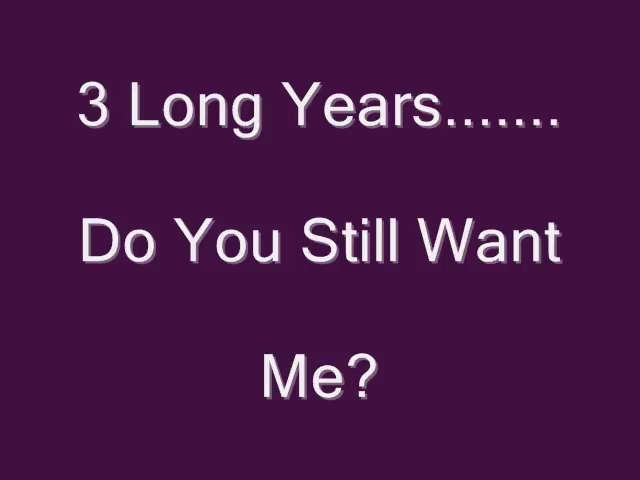 3 Long Years.......
Do You Still Want
Me?